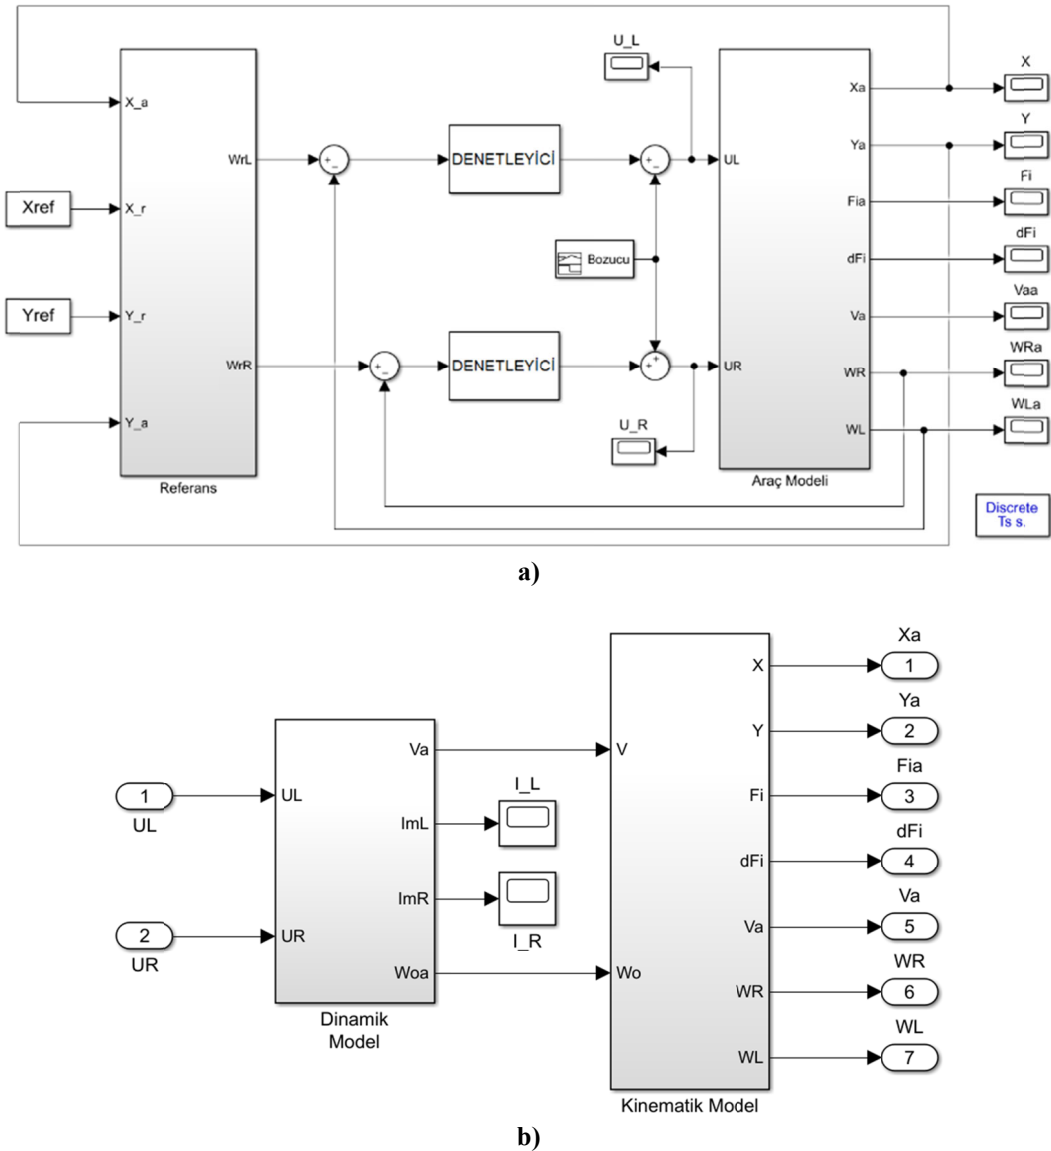 U_L
X
X_a
Xa
Y
WrL
+
-
DENETLEYİCİ
+
-
UL
Ya
Fi
Xref
X_r
Fia
dFi
Bozucu
dFi
Vaa
Yref
Y_r
Va
WRa
WrR
+
-
DENETLEYİCİ
+
+
UR
WR
WLa
Y_a
U_R
WL
Referans
Araç Modeli
Discrete
Ts s.
a)
Xa
X
1
Ya
Y
2
Va
V
Fia
I_L
1
UL
UL
Fi
3
ImL
dFi
dFi
4
ImR
Va
Va
5
2
UR
UR
I_R
WR
Woa
Wo
WR
6
Dinamik
Model
WL
WL
7
Kinematik Model
b)